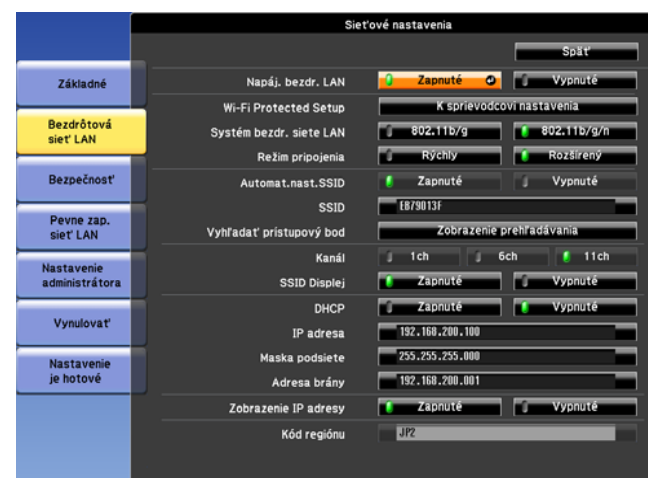 Sieťové nastavenia
Späť
Základné
Bezdrôtová
sieť LAN
Bezpečnosť
Pevne zap.
sieť LAN
Nastavenie
administrátora
Vynulovať
Nastavenie
je hotové
Napáj. bezdr. LAN Zapnuté Vypnuté
Wi-Fi Protected Setup K sprievodcovi nastavenia
Systém bezdr. siete LAN 802.11b/g 802.11b/g/n
Režim pripojenia Rýchly Rozšírený
Automat.nast.SSID Zapnuté Vypnuté
SSID EB79013F
Vyhľadať prístupový bod Zobrazenie prehľadávania
Kanál 1ch 6ch 11ch
SSID Displej Zapnuté Vypnuté
DHCP Zapnuté Vypnuté
IP adresa 192.168.200.100
Maska podsiete 255.255.255.000
Adresa brány 192.168.200.001
Zobrazenie IP adresy Zapnuté Vypnuté
Kód regiónu JP2